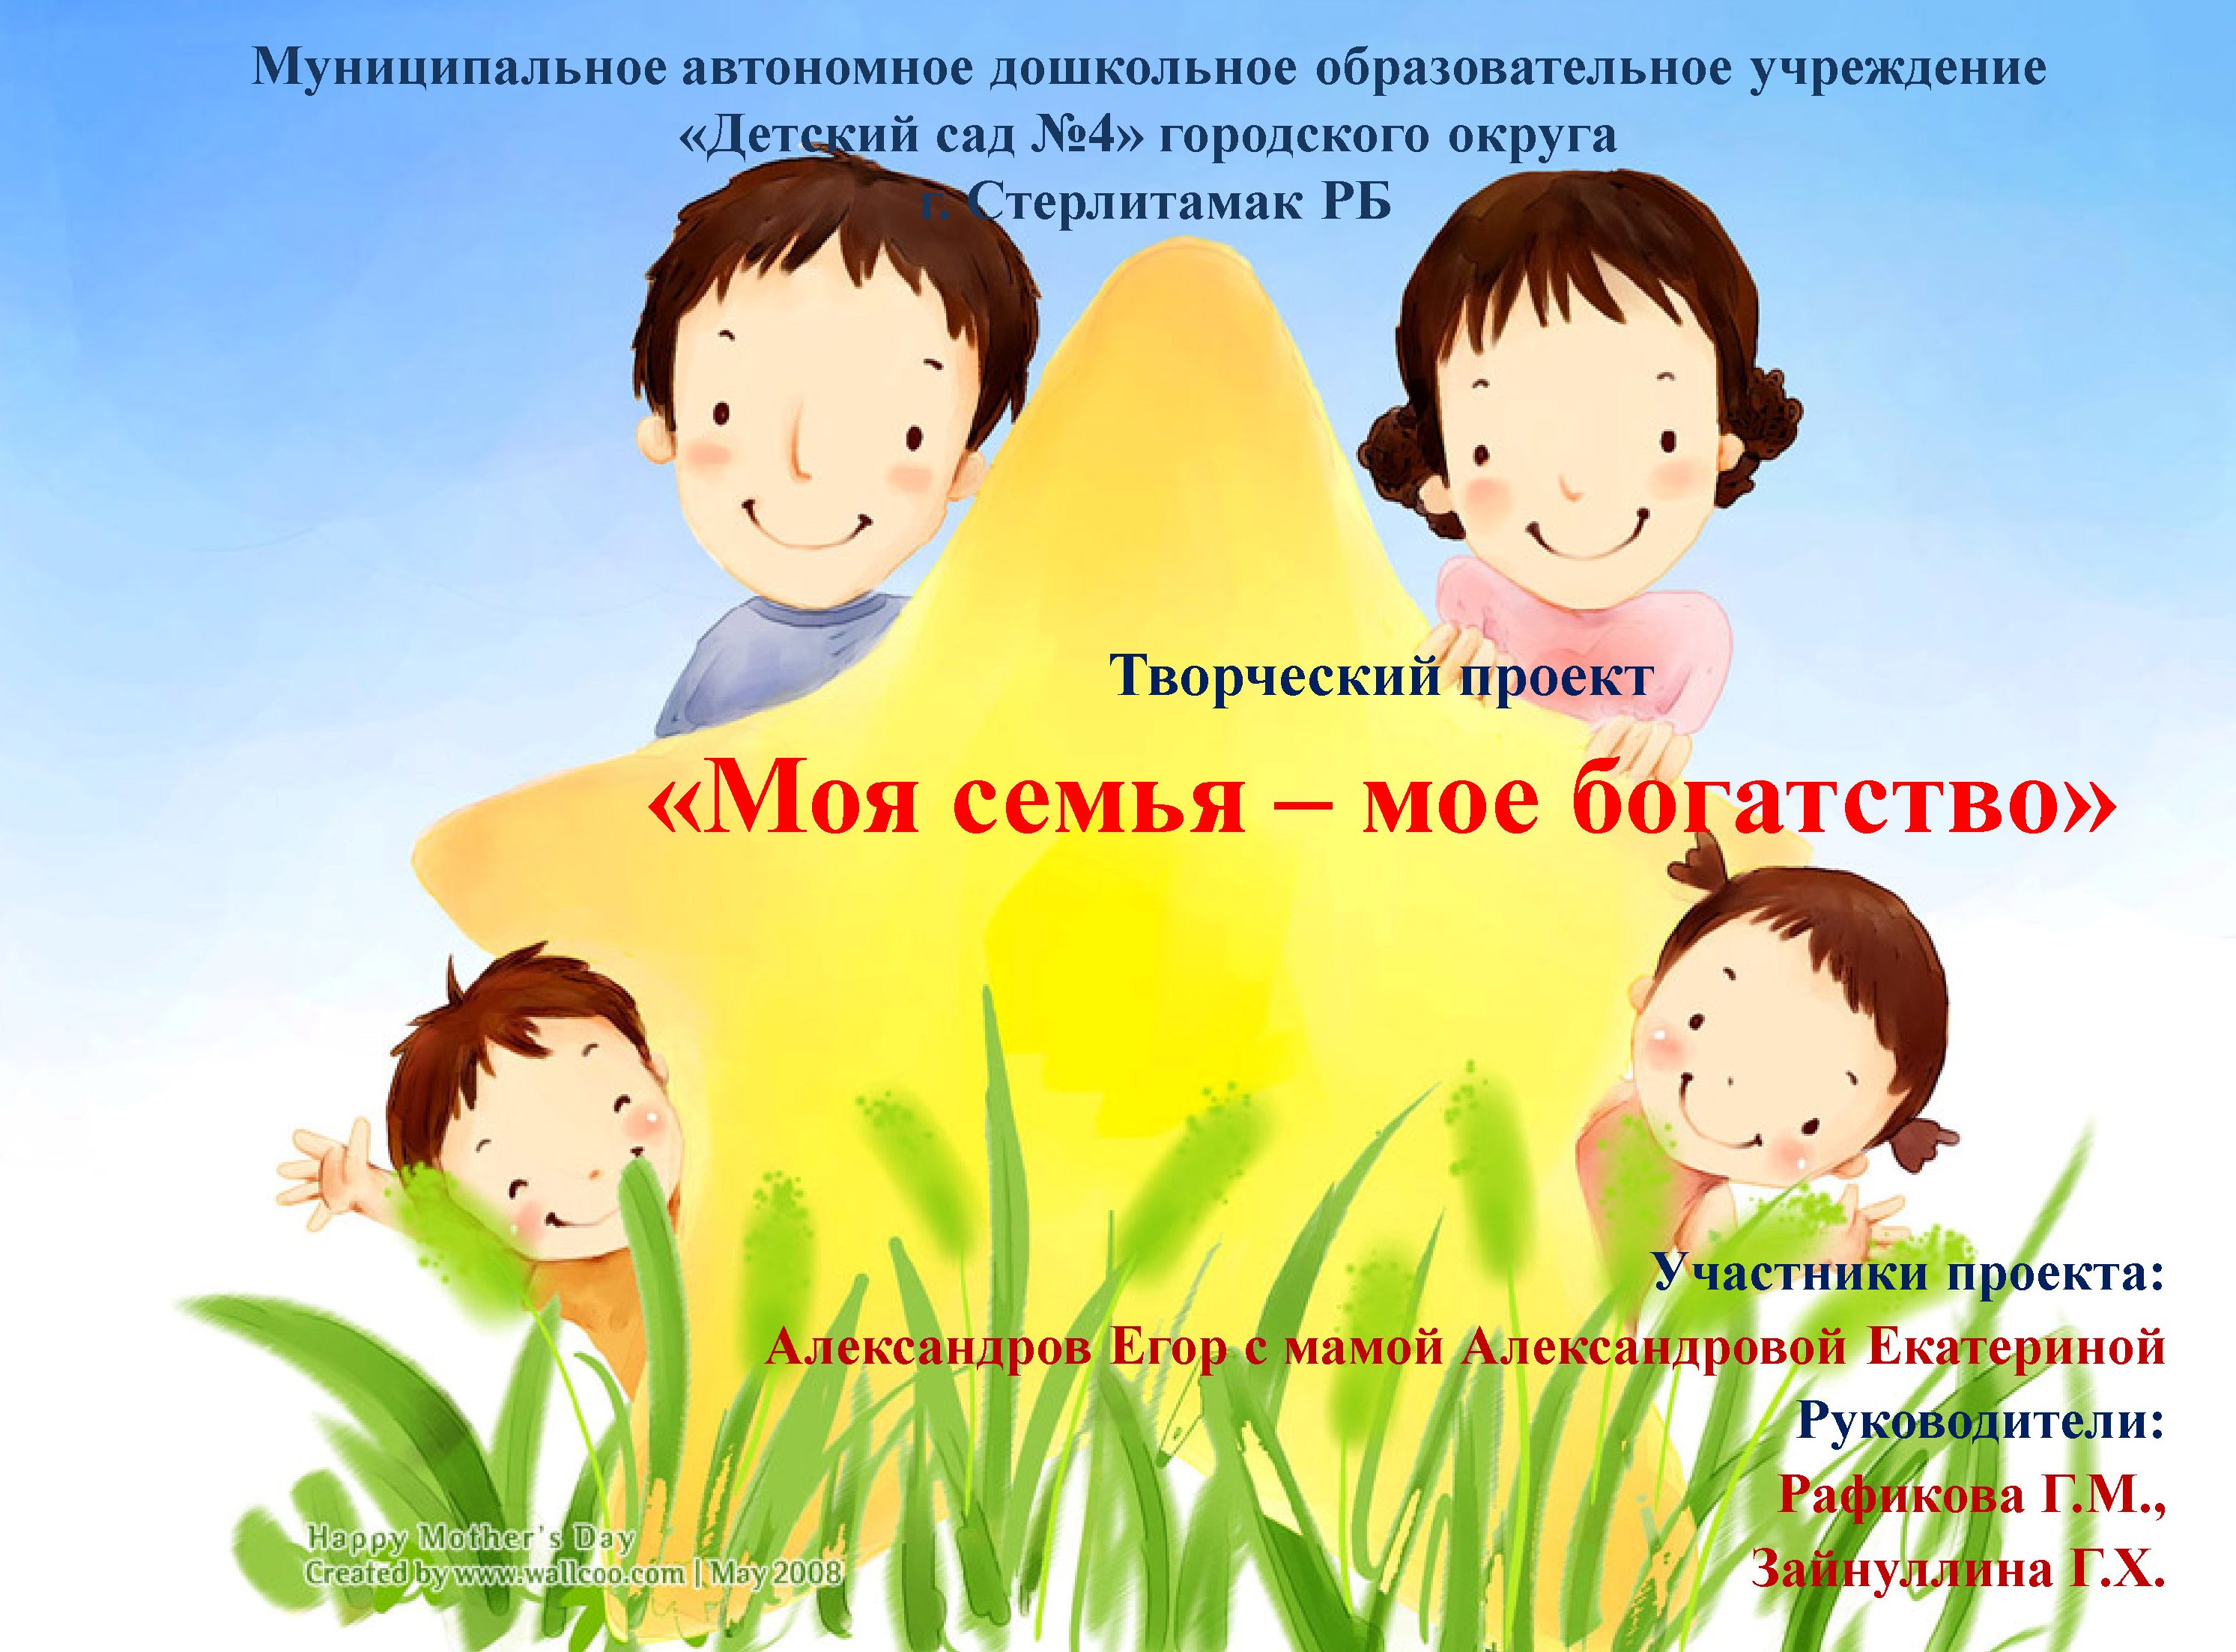 Муниципальное автономное дошкольное образовательное учреждение
«Детский сад №4» городского округа
г. Стерлитамак РБ
Творческий проект
«Моя семья – мое богатство»
Участники проекта:
Александров Егор с мамой Александровой Екатериной
Руководители:
Рафикова Г.М.,
Зайнуллина Г.Х.
Happy Mother's Day
Created by www.wallcoo.com | May 2008